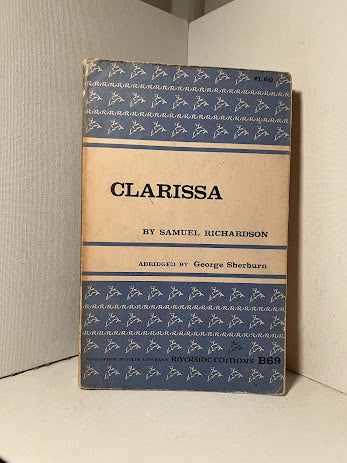 $1.60
CLARISSA
BY SAMUEL RICHARDSON
ABRIDGED BY George Sherburn
HOUGHTON MIFFLIN COMPANY RIVERSIDE EDITIONS B69